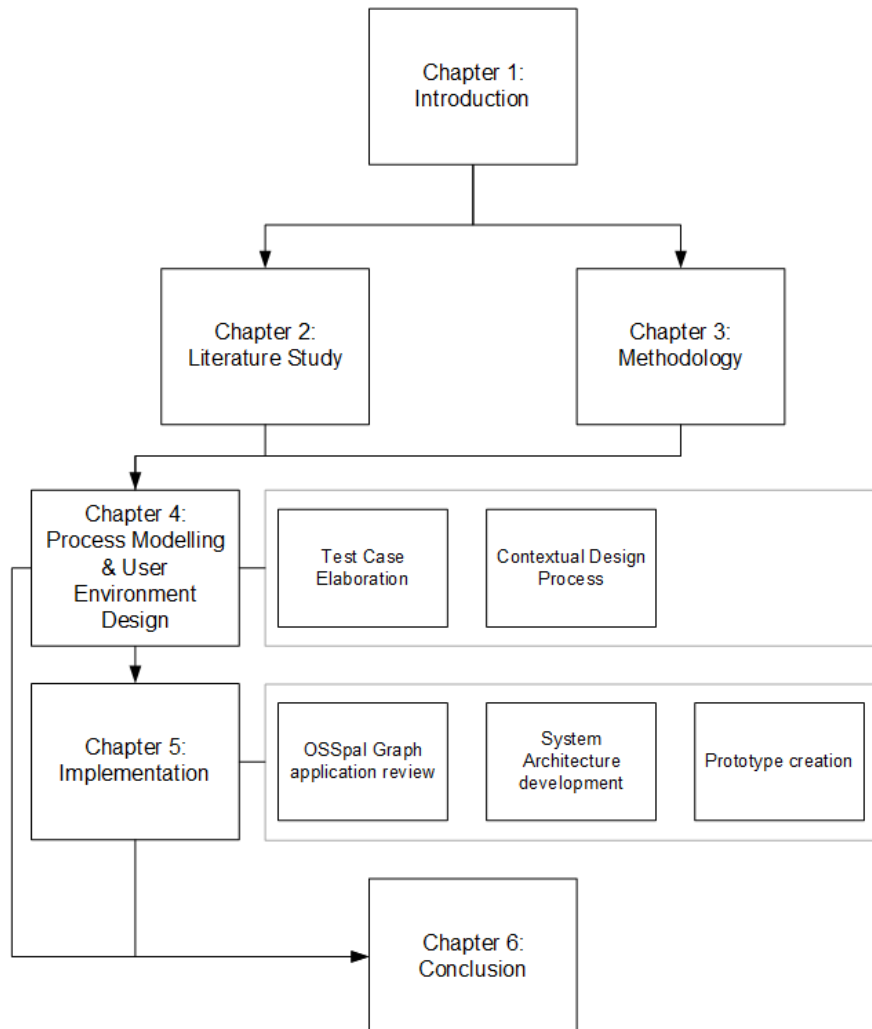 Chapter 1:
Introduction
Chapter 2:
Literature Study
Chapter 3:
Methodology
Chapter 4:
Process Modelling
& User
Environment
Design
Test Case
Elaboration
Contextual Design
Process
Chapter 5:
Implementation
OSSpal Graph
application review
System
Architecture
development
Prototype creation
Chapter 6:
Conclusion